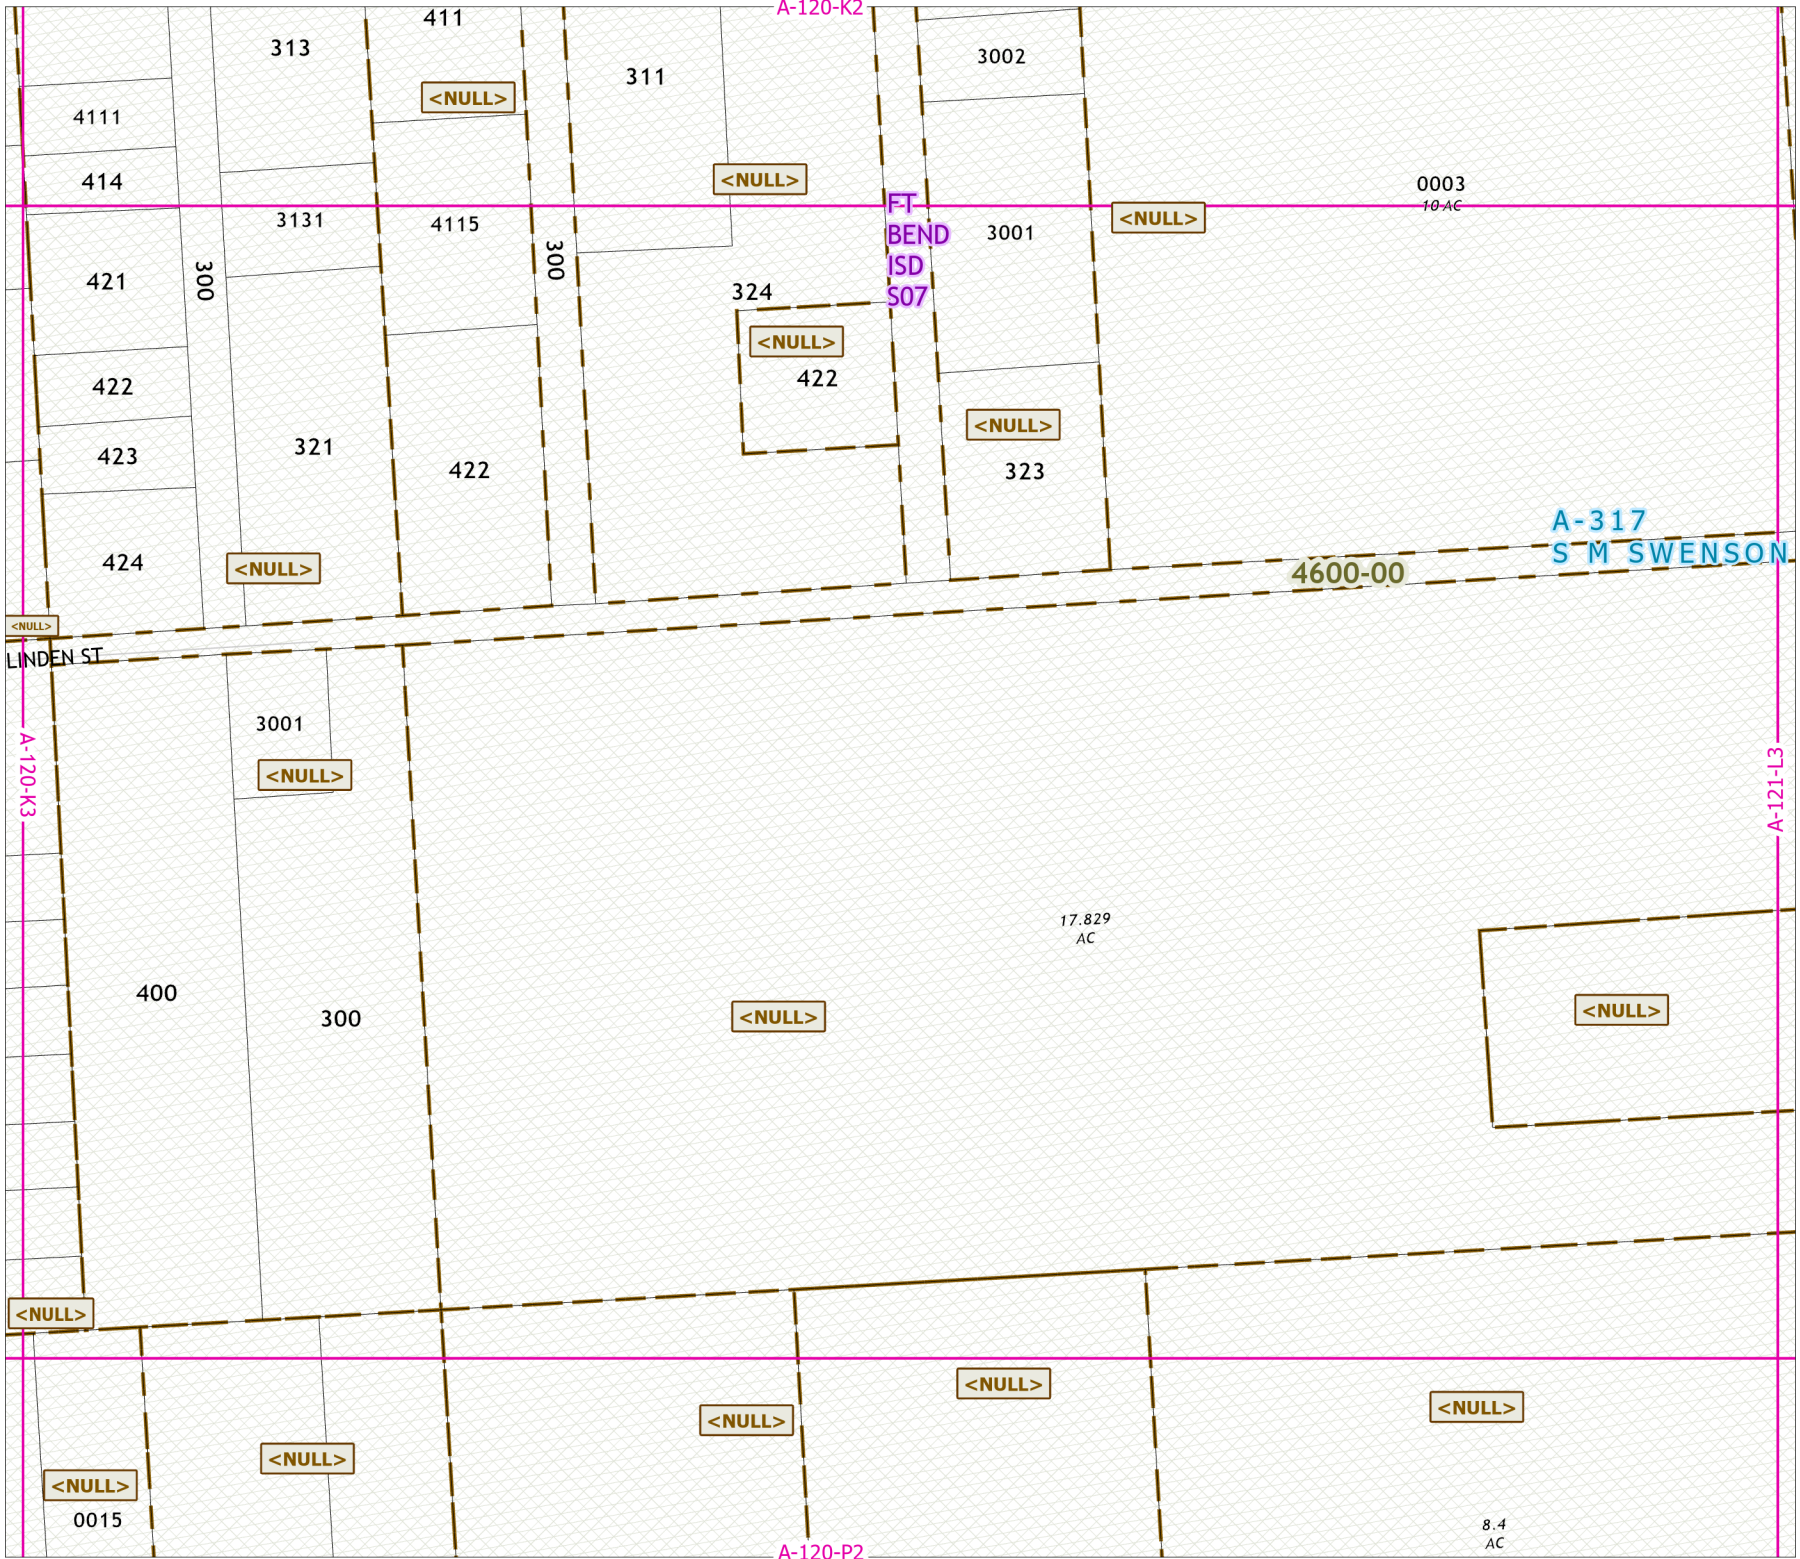 A-120-K2
411
313
3002
311
<NULL>
4111
<NULL>
414
0003
10 AC
FT
BEND
ISD
S07
<NULL>
3131
4115
3001
300
300
421
324
<NULL>
422
422
<NULL>
323
423
321
422
A-317
S M SWENSON
424
<NULL>
4600-00
<NULL>
LINDEN ST
3001
<NULL>
A-120-K3
A-121-L3
17.829
AC
400
300
<NULL>
<NULL>
<NULL>
<NULL>
<NULL>
<NULL>
<NULL>
<NULL>
0015
8.4
AC
A-120-P2